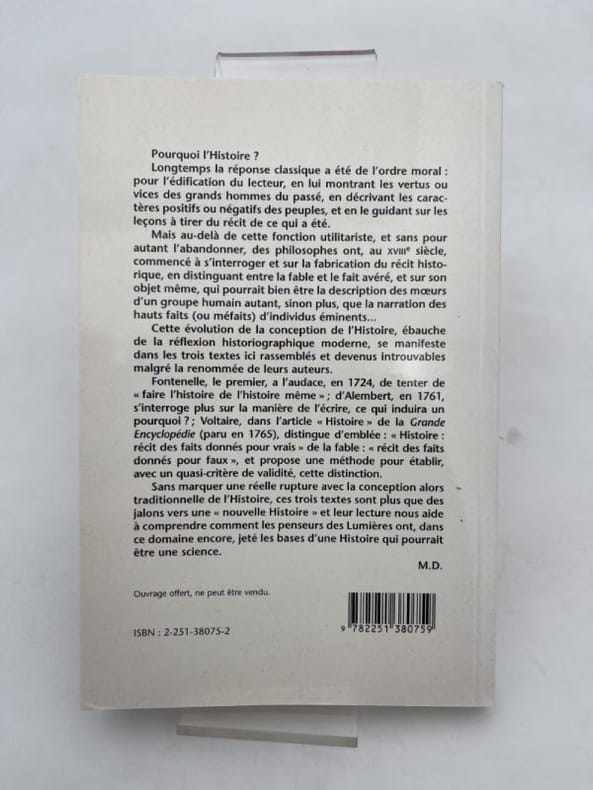 Pourquoi l'Histoire ?
Longtemps la réponse classique a été de l'ordre moral :
pour l'édification du lecteur, en lui montrant les vertus ou
vices des grands hommes du passé, en décrivant les carac-
tères positifs ou négatifs des peuples, et en le guidant sur les
leçons à tirer du récit de ce qui a été.
Mais au-delà de cette fonction utilitariste, et sans pour
autant l'abandonner, des philosophes ont, au XVIIIe siècle,
commencé à s'interroger et sur la fabrication du récit histo-
rique, en distinguant entre la fable et le fait avéré, et sur son
objet même, qui pourrait bien être la description des mœurs
d'un groupe humain autant, sinon plus, que la narration des
hauts faits (ou méfaits) d'individus éminents...
Cette évolution de la conception de l'Histoire, ébauche
de la réflexion historiographique moderne, se manifeste
dans les trois textes ici rassemblés et devenus introuvables
malgré la renommée de leurs auteurs.
Fontenelle, le premier, a l'audace, en 1724, de tenter de
« faire l'histoire de l'histoire même » ; d'Alembert, en 1761,
s'interroge plus sur la manière de l'écrire, ce qui induira un
pourquoi ? ; Voltaire, dans l'article « Histoire » de la Grande
Encyclopédie (paru en 1765), distingue d'emblée : « Histoire :
récit des faits donnés pour vrais » de la fable : « récit des faits
donnés pour faux », et propose une méthode pour établir,
avec un quasi-critère de validité, cette distinction.
Sans marquer une réelle rupture avec la conception alors
traditionnelle de l'Histoire, ces trois textes sont plus que des
jalons vers une « nouvelle Histoire » et leur lecture nous aide
à comprendre comment les penseurs des Lumières ont, dans
ce domaine encore, jeté les bases d'une Histoire qui pourrait
être une science.
M.D.
Ouvrage offert, ne peut être vendu.
ISBN : 2-251-38075-2
9 782251 380759